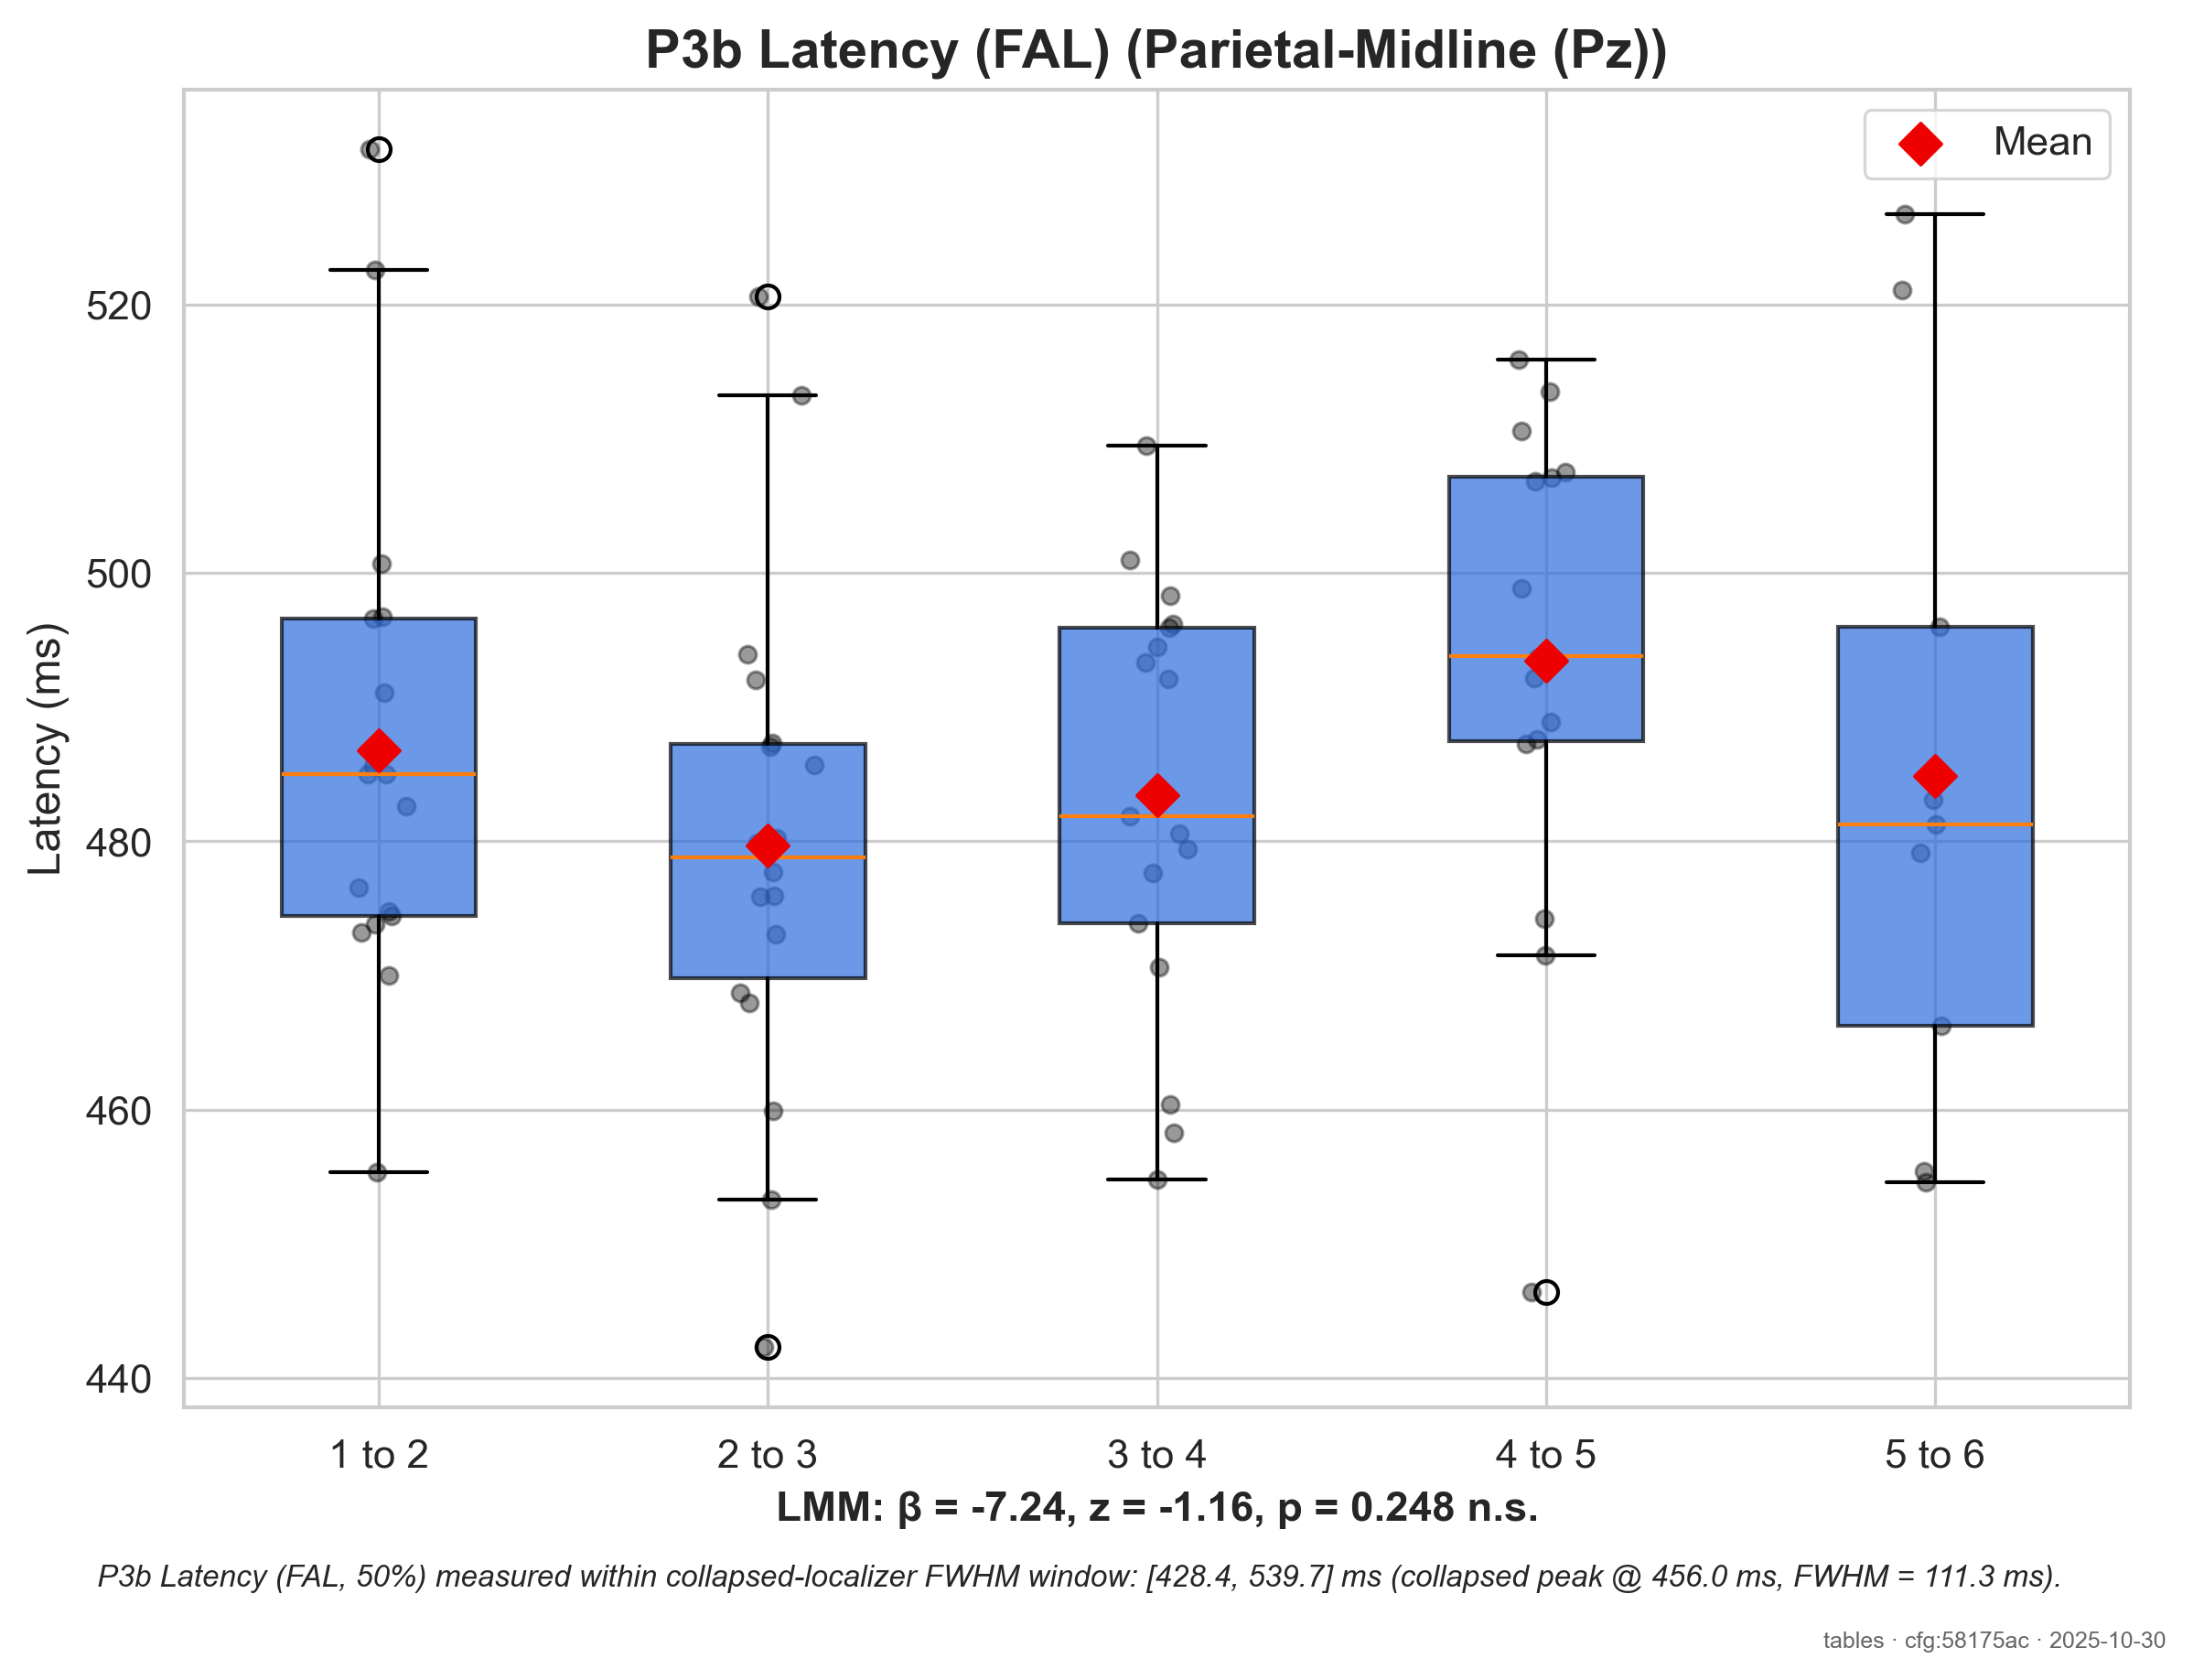 P3b Latency (FAL) (Parietal-Midline (Pz))
Mean
Latency (ms)
520
500
480
460
440
1 to 2
2 to 3
3 to 4
4 to 5
5 to 6
LMM: β = -7.24, z = -1.16, p = 0.248 n.s.
P3b Latency (FAL, 50%) measured within collapsed-localizer FWHM window: [428.4, 539.7] ms (collapsed peak @ 456.0 ms, FWHM = 111.3 ms).
tables · cfg:58175ac · 2025-10-30